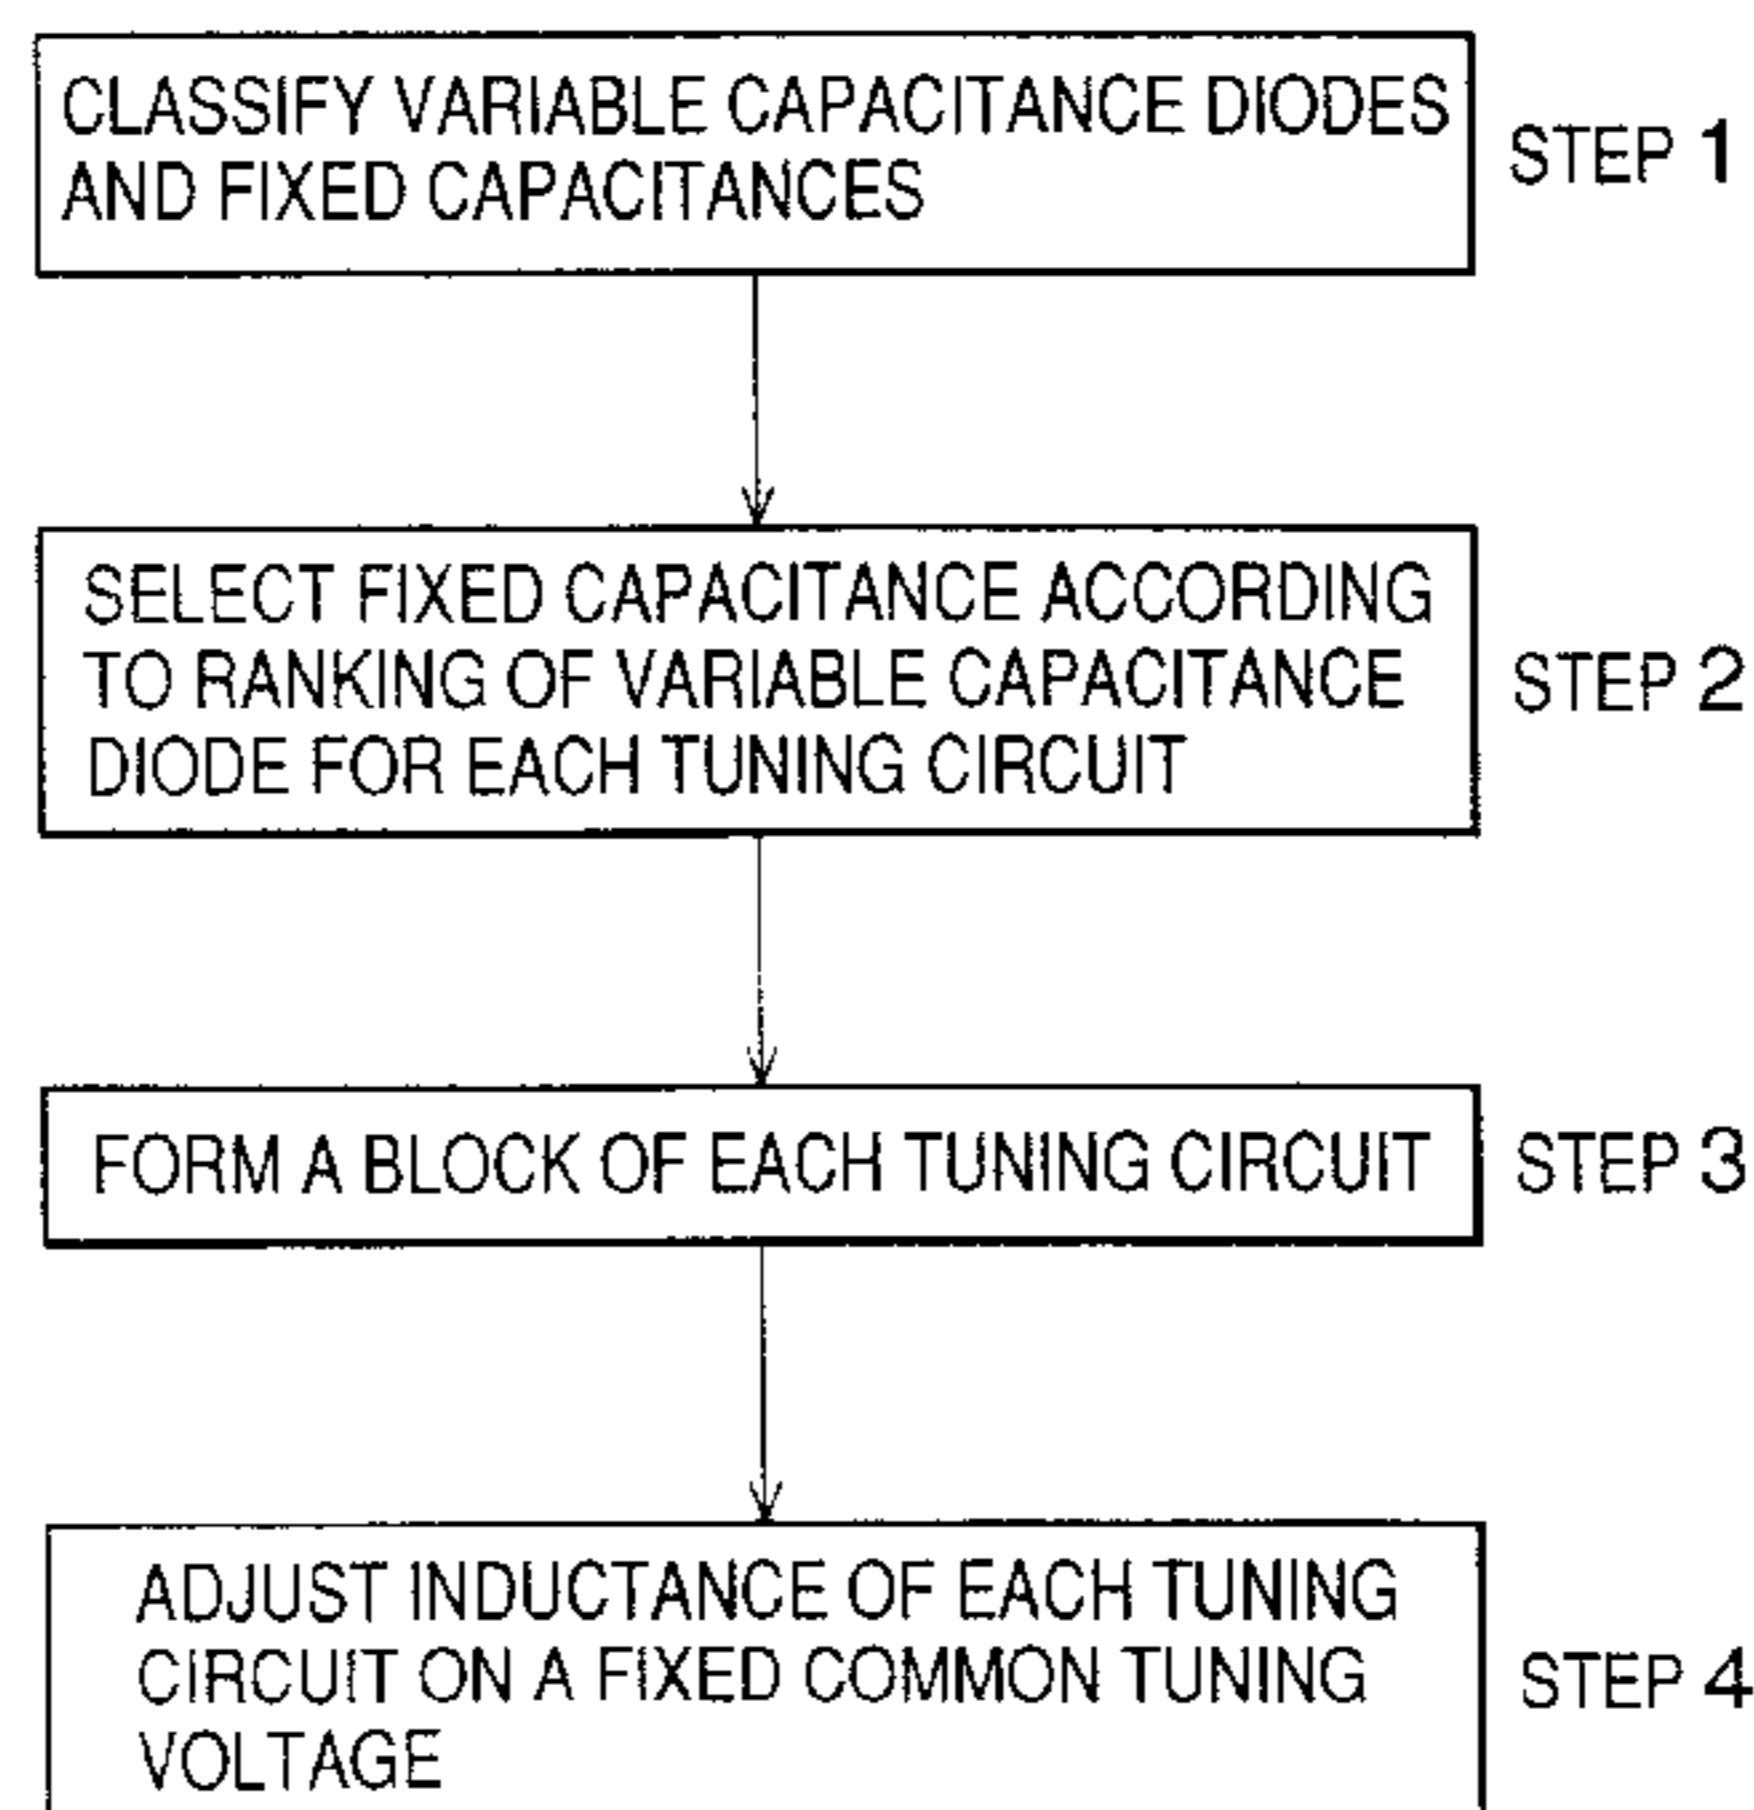 CLASSIFY VARIABLE CAPACITANCE DIODES
AND FIXED CAPACITANCES
STEP 1
SELECT FIXED CAPACITANCE ACCORDING
TO RANKING OF VARIABLE CAPACITANCE
DIODE FOR EACH TUNING CIRCUIT
STEP 2
FORM A BLOCK OF EACH TUNING CIRCUIT
STEP 3
ADJUST INDUCTANCE OF EACH TUNING
CIRCUIT ON A FIXED COMMON TUNING
VOLTAGE
STEP 4